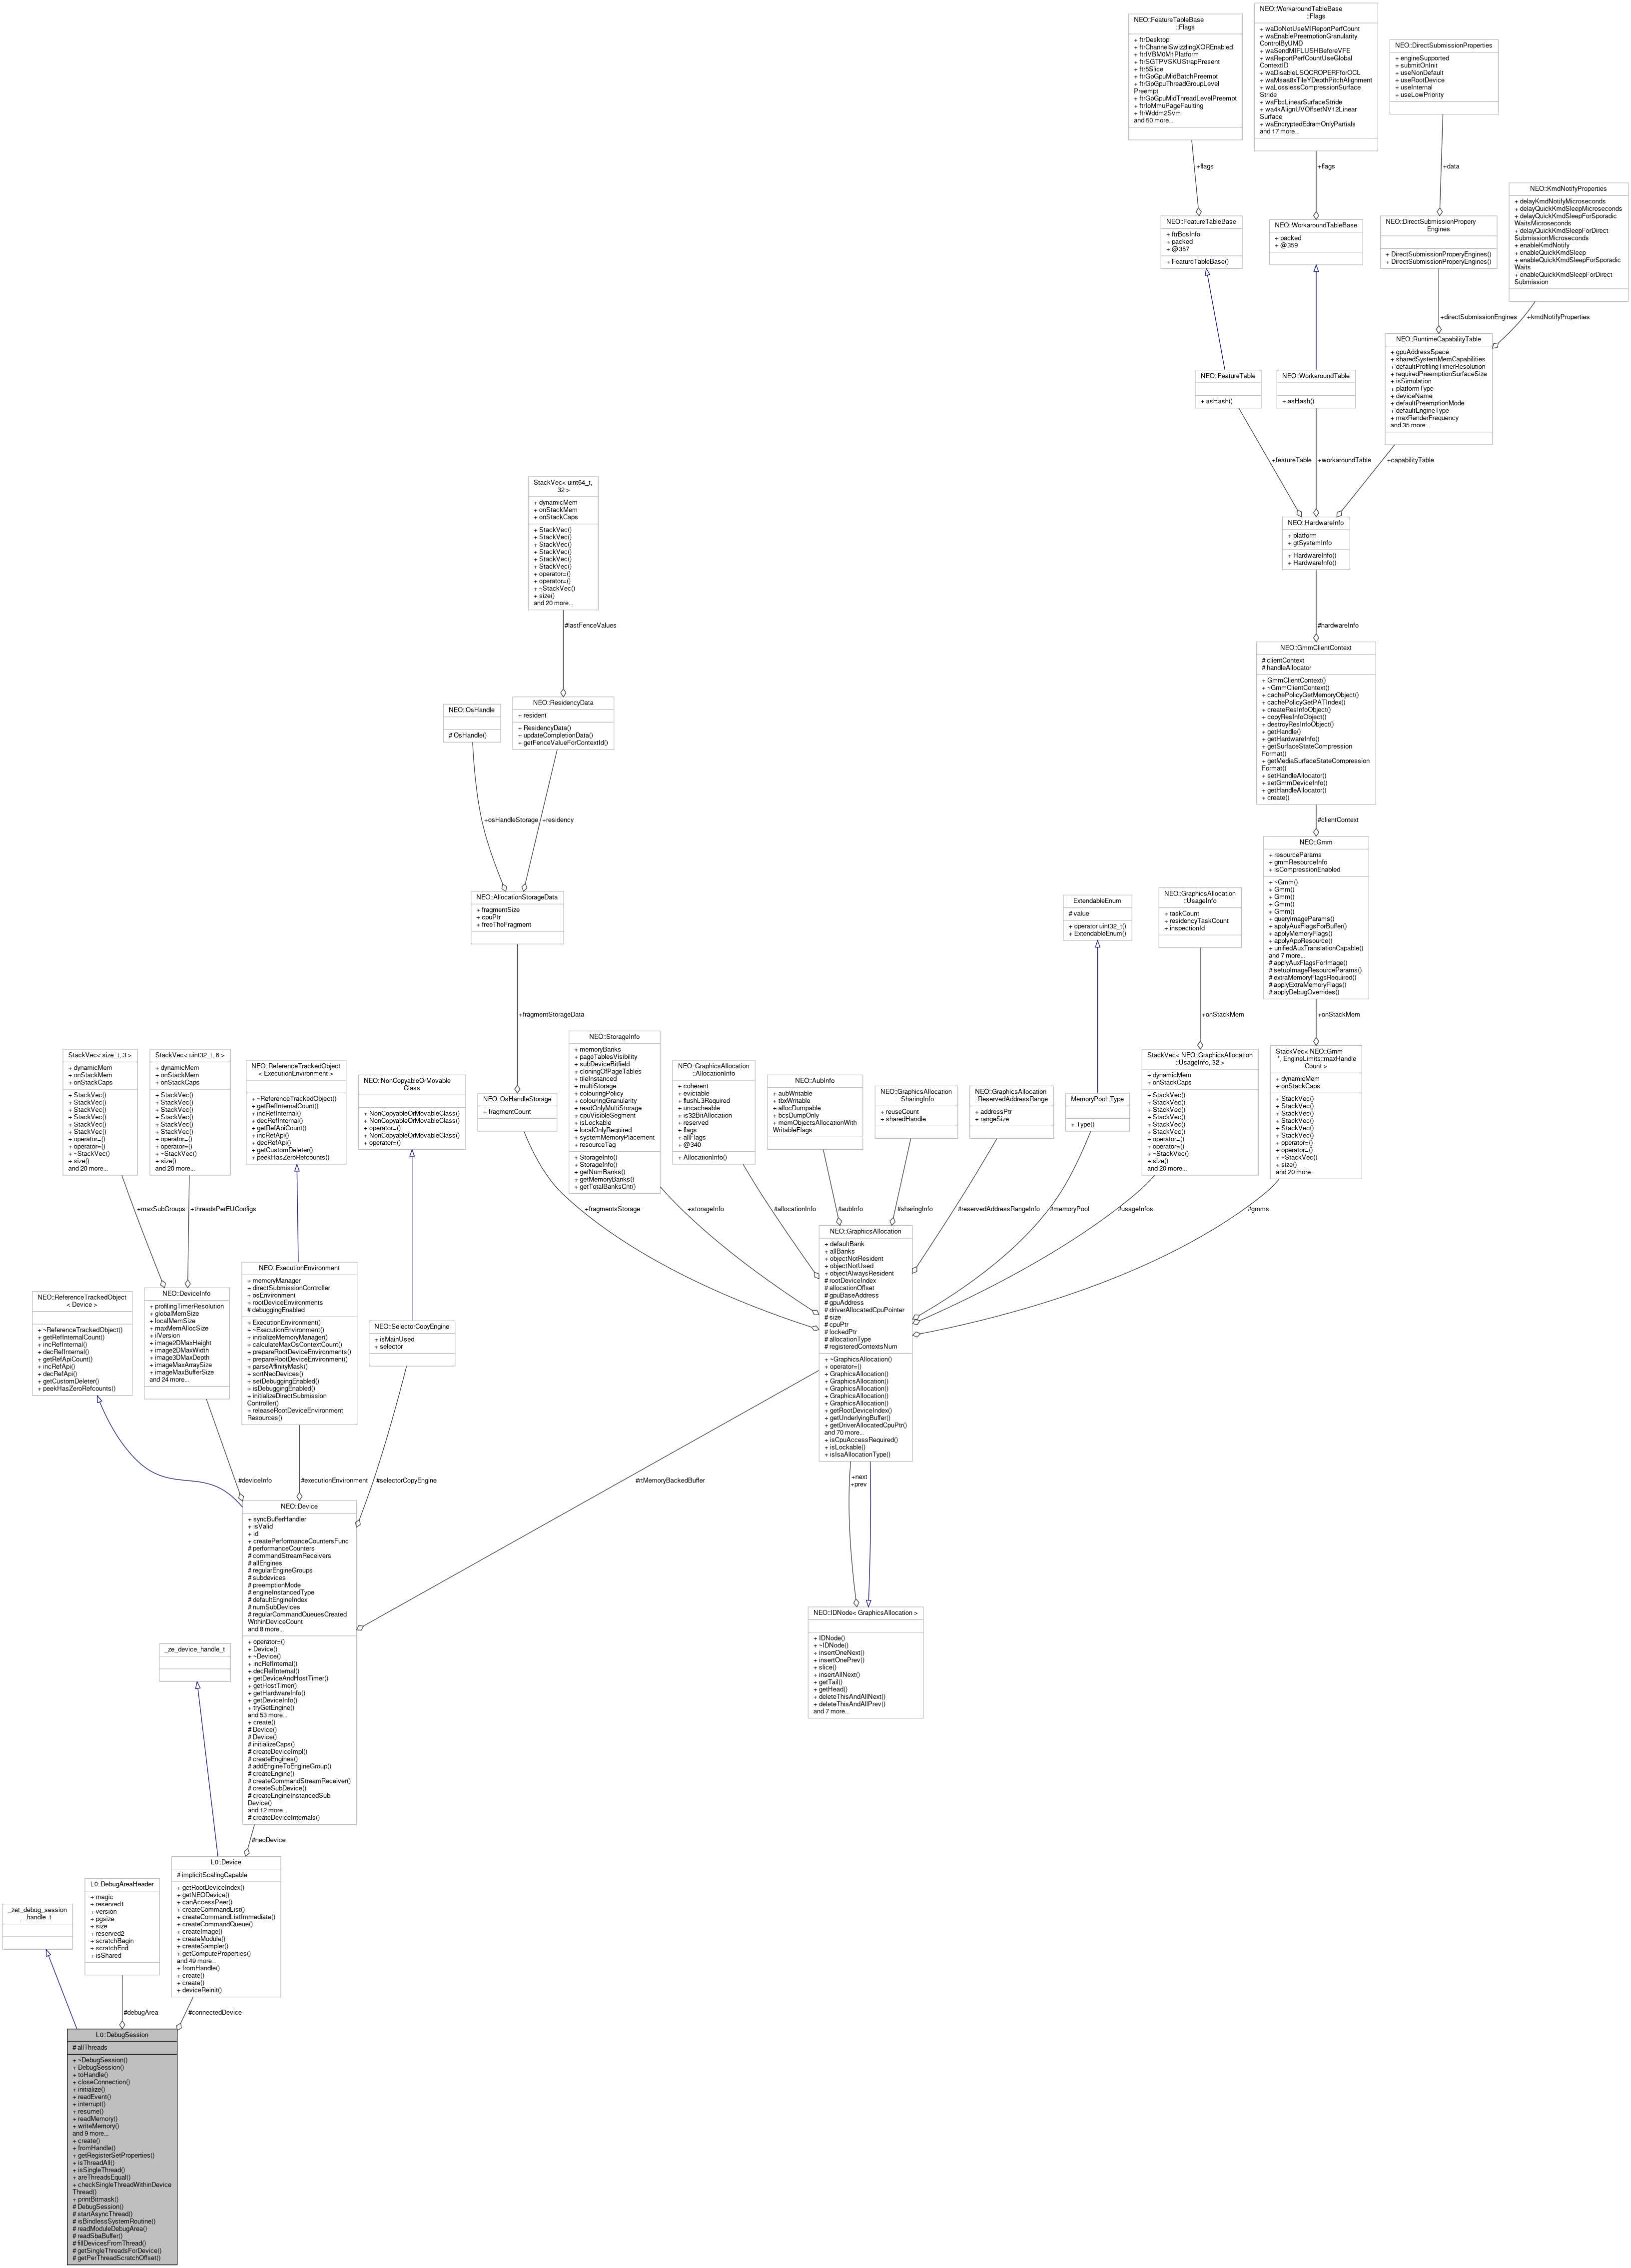 NEO::FeatureTableBase
::Flags
+ ftrDesktop
+ ftrChannelSwizzlingXOREnabled
+ ftrIVBM0M1Platform
+ ftrSGTPVSKUStrapPresent
+ ftr5Slice
+ ftrGpGpuMidBatchPreempt
+ ftrGpGpuThreadGroupLevel
Preempt
+ ftrGpGpuMidThreadLevelPreempt
+ ftrIoMmuPageFaulting
+ ftrWddm2Svm
and 50 more...
NEO::WorkaroundTableBase
::Flags
+ waDoNotUseMIReportPerfCount
+ waEnablePreemptionGranularity
ControlByUMD
+ waSendMIFLUSHBeforeVFE
+ waReportPerfCountUseGlobal
ContextID
+ waDisableLSQCROPERFforOCL
+ waMsaa8xTileYDepthPitchAlignment
+ waLosslessCompressionSurface
Stride
+ waFbcLinearSurfaceStride
+ wa4kAlignUVOffsetNV12Linear
Surface
+ waEncryptedEdramOnlyPartials
and 17 more...
NEO::DirectSubmissionProperties
+ engineSupported
+ submitOnInit
+ useNonDefault
+ useRootDevice
+ useInternal
+ useLowPriority
+flags
+flags
+data
NEO::KmdNotifyProperties
+ delayKmdNotifyMicroseconds
+ delayQuickKmdSleepMicroseconds
+ delayQuickKmdSleepForSporadic
WaitsMicroseconds
+ delayQuickKmdSleepForDirect
SubmissionMicroseconds
+ enableKmdNotify
+ enableQuickKmdSleep
+ enableQuickKmdSleepForSporadic
Waits
+ enableQuickKmdSleepForDirect
Submission
NEO::FeatureTableBase
+ ftrBcsInfo
+ packed
+ @357
+ FeatureTableBase()
NEO::WorkaroundTableBase
+ packed
+ @359
NEO::DirectSubmissionPropery
Engines
+ DirectSubmissionProperyEngines()
+ DirectSubmissionProperyEngines()
+directSubmissionEngines
+kmdNotifyProperties
NEO::FeatureTable
+ asHash()
NEO::WorkaroundTable
+ asHash()
NEO::RuntimeCapabilityTable
+ gpuAddressSpace
+ sharedSystemMemCapabilities
+ defaultProfilingTimerResolution
+ requiredPreemptionSurfaceSize
+ isSimulation
+ platformType
+ deviceName
+ defaultPreemptionMode
+ defaultEngineType
+ maxRenderFrequency
and 35 more...
+featureTable
+workaroundTable
+capabilityTable
StackVec< uint64_t,
32 >
+ dynamicMem
+ onStackMem
+ onStackCaps
+ StackVec()
+ StackVec()
+ StackVec()
+ StackVec()
+ StackVec()
+ StackVec()
+ operator=()
+ operator=()
+ ~StackVec()
+ size()
and 20 more...
NEO::HardwareInfo
+ platform
+ gtSystemInfo
+ HardwareInfo()
+ HardwareInfo()
#lastFenceValues
#hardwareInfo
NEO::GmmClientContext
# clientContext
# handleAllocator
+ GmmClientContext()
+ ~GmmClientContext()
+ cachePolicyGetMemoryObject()
+ cachePolicyGetPATIndex()
+ createResInfoObject()
+ copyResInfoObject()
+ destroyResInfoObject()
+ getHandle()
+ getHardwareInfo()
+ getSurfaceStateCompression
Format()
+ getMediaSurfaceStateCompression
Format()
+ setHandleAllocator()
+ setGmmDeviceInfo()
+ getHandleAllocator()
+ create()
NEO::OsHandle
# OsHandle()
NEO::ResidencyData
+ resident
+ ResidencyData()
+ updateCompletionData()
+ getFenceValueForContextId()
+osHandleStorage
+residency
#clientContext
NEO::Gmm
+ resourceParams
+ gmmResourceInfo
+ isCompressionEnabled
+ ~Gmm()
+ Gmm()
+ Gmm()
+ Gmm()
+ Gmm()
+ queryImageParams()
+ applyAuxFlagsForBuffer()
+ applyMemoryFlags()
+ applyAppResource()
+ unifiedAuxTranslationCapable()
and 7 more...
# applyAuxFlagsForImage()
# setupImageResourceParams()
# extraMemoryFlagsRequired()
# applyExtraMemoryFlags()
# applyDebugOverrides()
NEO::AllocationStorageData
+ fragmentSize
+ cpuPtr
+ freeTheFragment
ExtendableEnum
# value
+ operator uint32_t()
+ ExtendableEnum()
NEO::GraphicsAllocation
::UsageInfo
+ taskCount
+ residencyTaskCount
+ inspectionId
+fragmentStorageData
+onStackMem
+onStackMem
StackVec< size_t, 3 >
+ dynamicMem
+ onStackMem
+ onStackCaps
+ StackVec()
+ StackVec()
+ StackVec()
+ StackVec()
+ StackVec()
+ StackVec()
+ operator=()
+ operator=()
+ ~StackVec()
+ size()
and 20 more...
StackVec< uint32_t, 6 >
+ dynamicMem
+ onStackMem
+ onStackCaps
+ StackVec()
+ StackVec()
+ StackVec()
+ StackVec()
+ StackVec()
+ StackVec()
+ operator=()
+ operator=()
+ ~StackVec()
+ size()
and 20 more...
NEO::ReferenceTrackedObject
< ExecutionEnvironment >
+ ~ReferenceTrackedObject()
+ getRefInternalCount()
+ incRefInternal()
+ decRefInternal()
+ getRefApiCount()
+ incRefApi()
+ decRefApi()
+ getCustomDeleter()
+ peekHasZeroRefcounts()
NEO::NonCopyableOrMovable
Class
+ NonCopyableOrMovableClass()
+ NonCopyableOrMovableClass()
+ operator=()
+ NonCopyableOrMovableClass()
+ operator=()
NEO::OsHandleStorage
+ fragmentCount
NEO::StorageInfo
+ memoryBanks
+ pageTablesVisibility
+ subDeviceBitfield
+ cloningOfPageTables
+ tileInstanced
+ multiStorage
+ colouringPolicy
+ colouringGranularity
+ readOnlyMultiStorage
+ cpuVisibleSegment
+ isLockable
+ localOnlyRequired
+ systemMemoryPlacement
+ resourceTag
+ StorageInfo()
+ StorageInfo()
+ getNumBanks()
+ getMemoryBanks()
+ getTotalBanksCnt()
NEO::GraphicsAllocation
::AllocationInfo
+ coherent
+ evictable
+ flushL3Required
+ uncacheable
+ is32BitAllocation
+ reserved
+ flags
+ allFlags
+ @340
+ AllocationInfo()
NEO::AubInfo
+ aubWritable
+ tbxWritable
+ allocDumpable
+ bcsDumpOnly
+ memObjectsAllocationWith
WritableFlags
NEO::GraphicsAllocation
::SharingInfo
+ reuseCount
+ sharedHandle
NEO::GraphicsAllocation
::ReservedAddressRange
+ addressPtr
+ rangeSize
MemoryPool::Type
+ Type()
StackVec< NEO::GraphicsAllocation
::UsageInfo, 32 >
+ dynamicMem
+ onStackCaps
+ StackVec()
+ StackVec()
+ StackVec()
+ StackVec()
+ StackVec()
+ StackVec()
+ operator=()
+ operator=()
+ ~StackVec()
+ size()
and 20 more...
StackVec< NEO::Gmm
*, EngineLimits::maxHandle
Count >
+ dynamicMem
+ onStackCaps
+ StackVec()
+ StackVec()
+ StackVec()
+ StackVec()
+ StackVec()
+ StackVec()
+ operator=()
+ operator=()
+ ~StackVec()
+ size()
and 20 more...
+maxSubGroups
+threadsPerEUConfigs
+fragmentsStorage
+storageInfo
#allocationInfo
#aubInfo
#sharingInfo
#reservedAddressRangeInfo
#memoryPool
#usageInfos
#gmms
NEO::ReferenceTrackedObject
< Device >
+ ~ReferenceTrackedObject()
+ getRefInternalCount()
+ incRefInternal()
+ decRefInternal()
+ getRefApiCount()
+ incRefApi()
+ decRefApi()
+ getCustomDeleter()
+ peekHasZeroRefcounts()
NEO::DeviceInfo
+ profilingTimerResolution
+ globalMemSize
+ localMemSize
+ maxMemAllocSize
+ ilVersion
+ image2DMaxHeight
+ image2DMaxWidth
+ image3DMaxDepth
+ imageMaxArraySize
+ imageMaxBufferSize
and 24 more...
NEO::ExecutionEnvironment
+ memoryManager
+ directSubmissionController
+ osEnvironment
+ rootDeviceEnvironments
# debuggingEnabled
+ ExecutionEnvironment()
+ ~ExecutionEnvironment()
+ initializeMemoryManager()
+ calculateMaxOsContextCount()
+ prepareRootDeviceEnvironments()
+ prepareRootDeviceEnvironment()
+ parseAffinityMask()
+ sortNeoDevices()
+ setDebuggingEnabled()
+ isDebuggingEnabled()
+ initializeDirectSubmission
Controller()
+ releaseRootDeviceEnvironment
Resources()
NEO::SelectorCopyEngine
+ isMainUsed
+ selector
NEO::GraphicsAllocation
+ defaultBank
+ allBanks
+ objectNotResident
+ objectNotUsed
+ objectAlwaysResident
# rootDeviceIndex
# allocationOffset
# gpuBaseAddress
# gpuAddress
# driverAllocatedCpuPointer
# size
# cpuPtr
# lockedPtr
# allocationType
# registeredContextsNum
+ ~GraphicsAllocation()
+ operator=()
+ GraphicsAllocation()
+ GraphicsAllocation()
+ GraphicsAllocation()
+ GraphicsAllocation()
+ GraphicsAllocation()
+ getRootDeviceIndex()
+ getUnderlyingBuffer()
+ getDriverAllocatedCpuPtr()
and 70 more...
+ isCpuAccessRequired()
+ isLockable()
+ isIsaAllocationType()
#deviceInfo
#executionEnvironment
#selectorCopyEngine
#rtMemoryBackedBuffer
+next
+prev
NEO::Device
+ syncBufferHandler
+ isValid
+ id
+ createPerformanceCountersFunc
# performanceCounters
# commandStreamReceivers
# allEngines
# regularEngineGroups
# subdevices
# preemptionMode
# engineInstancedType
# defaultEngineIndex
# numSubDevices
# regularCommandQueuesCreated
WithinDeviceCount
and 8 more...
+ operator=()
+ Device()
+ ~Device()
+ incRefInternal()
+ decRefInternal()
+ getDeviceAndHostTimer()
+ getHostTimer()
+ getHardwareInfo()
+ getDeviceInfo()
+ tryGetEngine()
and 53 more...
+ create()
# Device()
# Device()
# initializeCaps()
# createDeviceImpl()
# createEngines()
# addEngineToEngineGroup()
# createEngine()
# createCommandStreamReceiver()
# createSubDevice()
# createEngineInstancedSub
Device()
and 12 more...
# createDeviceInternals()
NEO::IDNode< GraphicsAllocation >
+ IDNode()
+ ~IDNode()
+ insertOneNext()
+ insertOnePrev()
+ slice()
+ insertAllNext()
+ getTail()
+ getHead()
+ deleteThisAndAllNext()
+ deleteThisAndAllPrev()
and 7 more...
_ze_device_handle_t
#neoDevice
L0::Device
# implicitScalingCapable
+ getRootDeviceIndex()
+ getNEODevice()
+ canAccessPeer()
+ createCommandList()
+ createCommandListImmediate()
+ createCommandQueue()
+ createImage()
+ createModule()
+ createSampler()
+ getComputeProperties()
and 49 more...
+ fromHandle()
+ create()
+ create()
+ deviceReinit()
L0::DebugAreaHeader
+ magic
+ reserved1
+ version
+ pgsize
+ size
+ reserved2
+ scratchBegin
+ scratchEnd
+ isShared
_zet_debug_session
_handle_t
#debugArea
#connectedDevice
L0::DebugSession
# allThreads
+ ~DebugSession()
+ DebugSession()
+ toHandle()
+ closeConnection()
+ initialize()
+ readEvent()
+ interrupt()
+ resume()
+ readMemory()
+ writeMemory()
and 9 more...
+ create()
+ fromHandle()
+ getRegisterSetProperties()
+ isThreadAll()
+ isSingleThread()
+ areThreadsEqual()
+ checkSingleThreadWithinDevice
Thread()
+ printBitmask()
# DebugSession()
# startAsyncThread()
# isBindlessSystemRoutine()
# readModuleDebugArea()
# readSbaBuffer()
# fillDevicesFromThread()
# getSingleThreadsForDevice()
# getPerThreadScratchOffset()